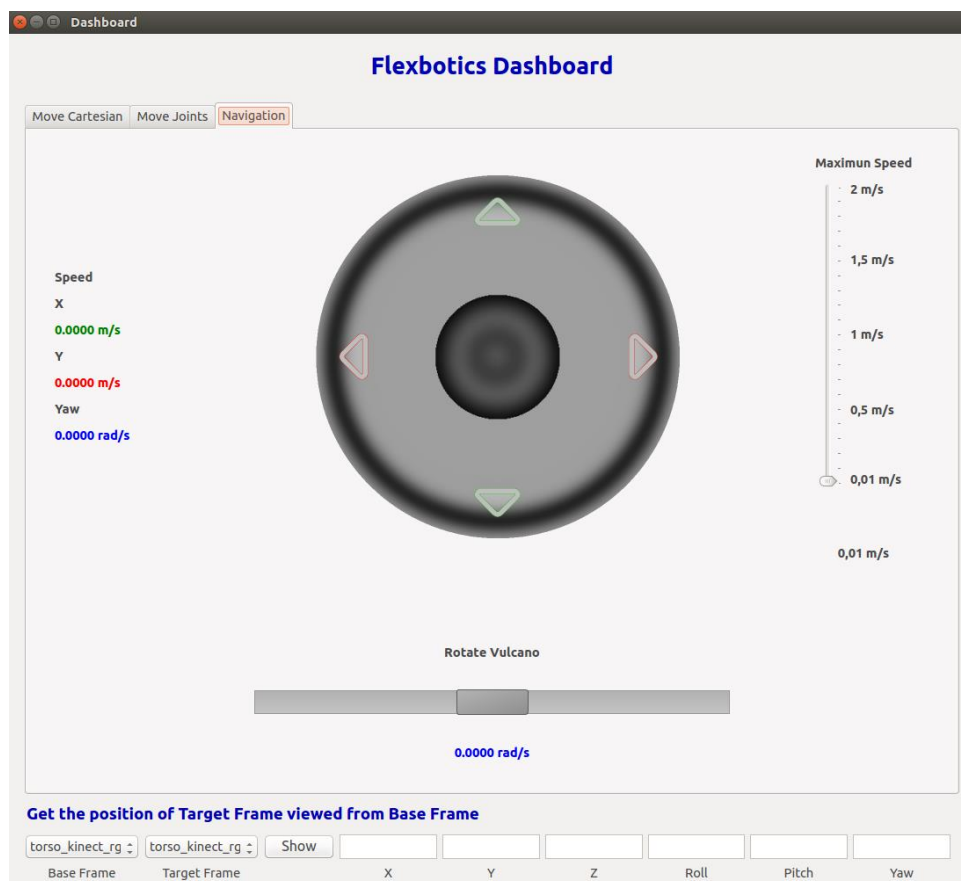 Dashboard
Flexbotics Dashboard
Move Cartesian Move Joints Navigation
Maximun Speed
2 m/s
1,5 m/s
1 m/s
0,5 m/s
0,01 m/s
0,01 m/s
Speed
X
0.0000 m/s
Y
0.0000 m/s
Yaw
0.0000 rad/s
Rotate Vulcano
0.0000 rad/s
Get the position of Target Frame viewed from Base Frame
torso_kinect_rg torso_kinect_rg Show
Base Frame Target Frame X Y Z Roll Pitch Yaw